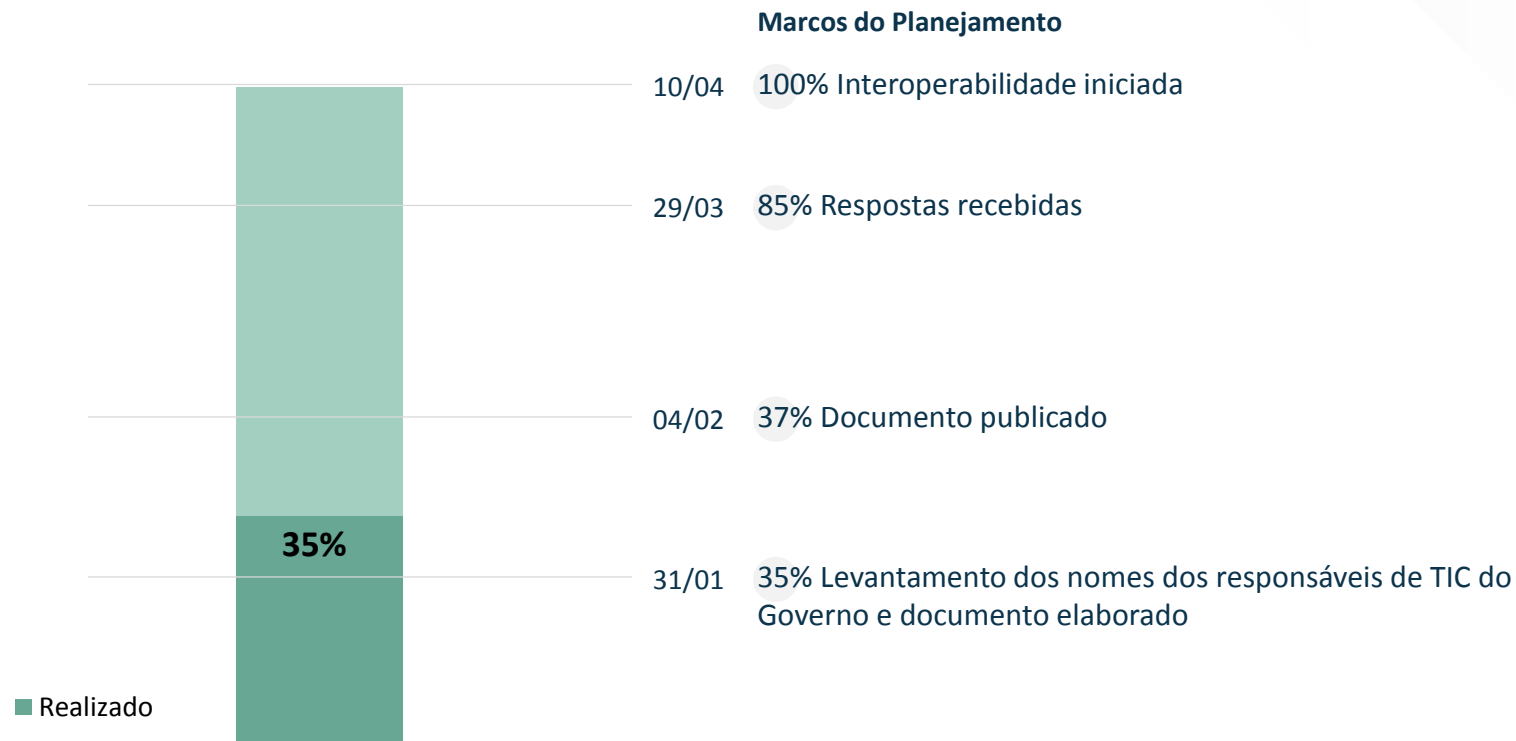 Marcos do Planejamento
10/04 100% Interoperabilidade iniciada
29/03 85% Respostas recebidas
04/02 37% Documento publicado
35%
31/01 35% Levantamento dos nomes dos responsáveis de TIC do
Governo e documento elaborado
Realizado